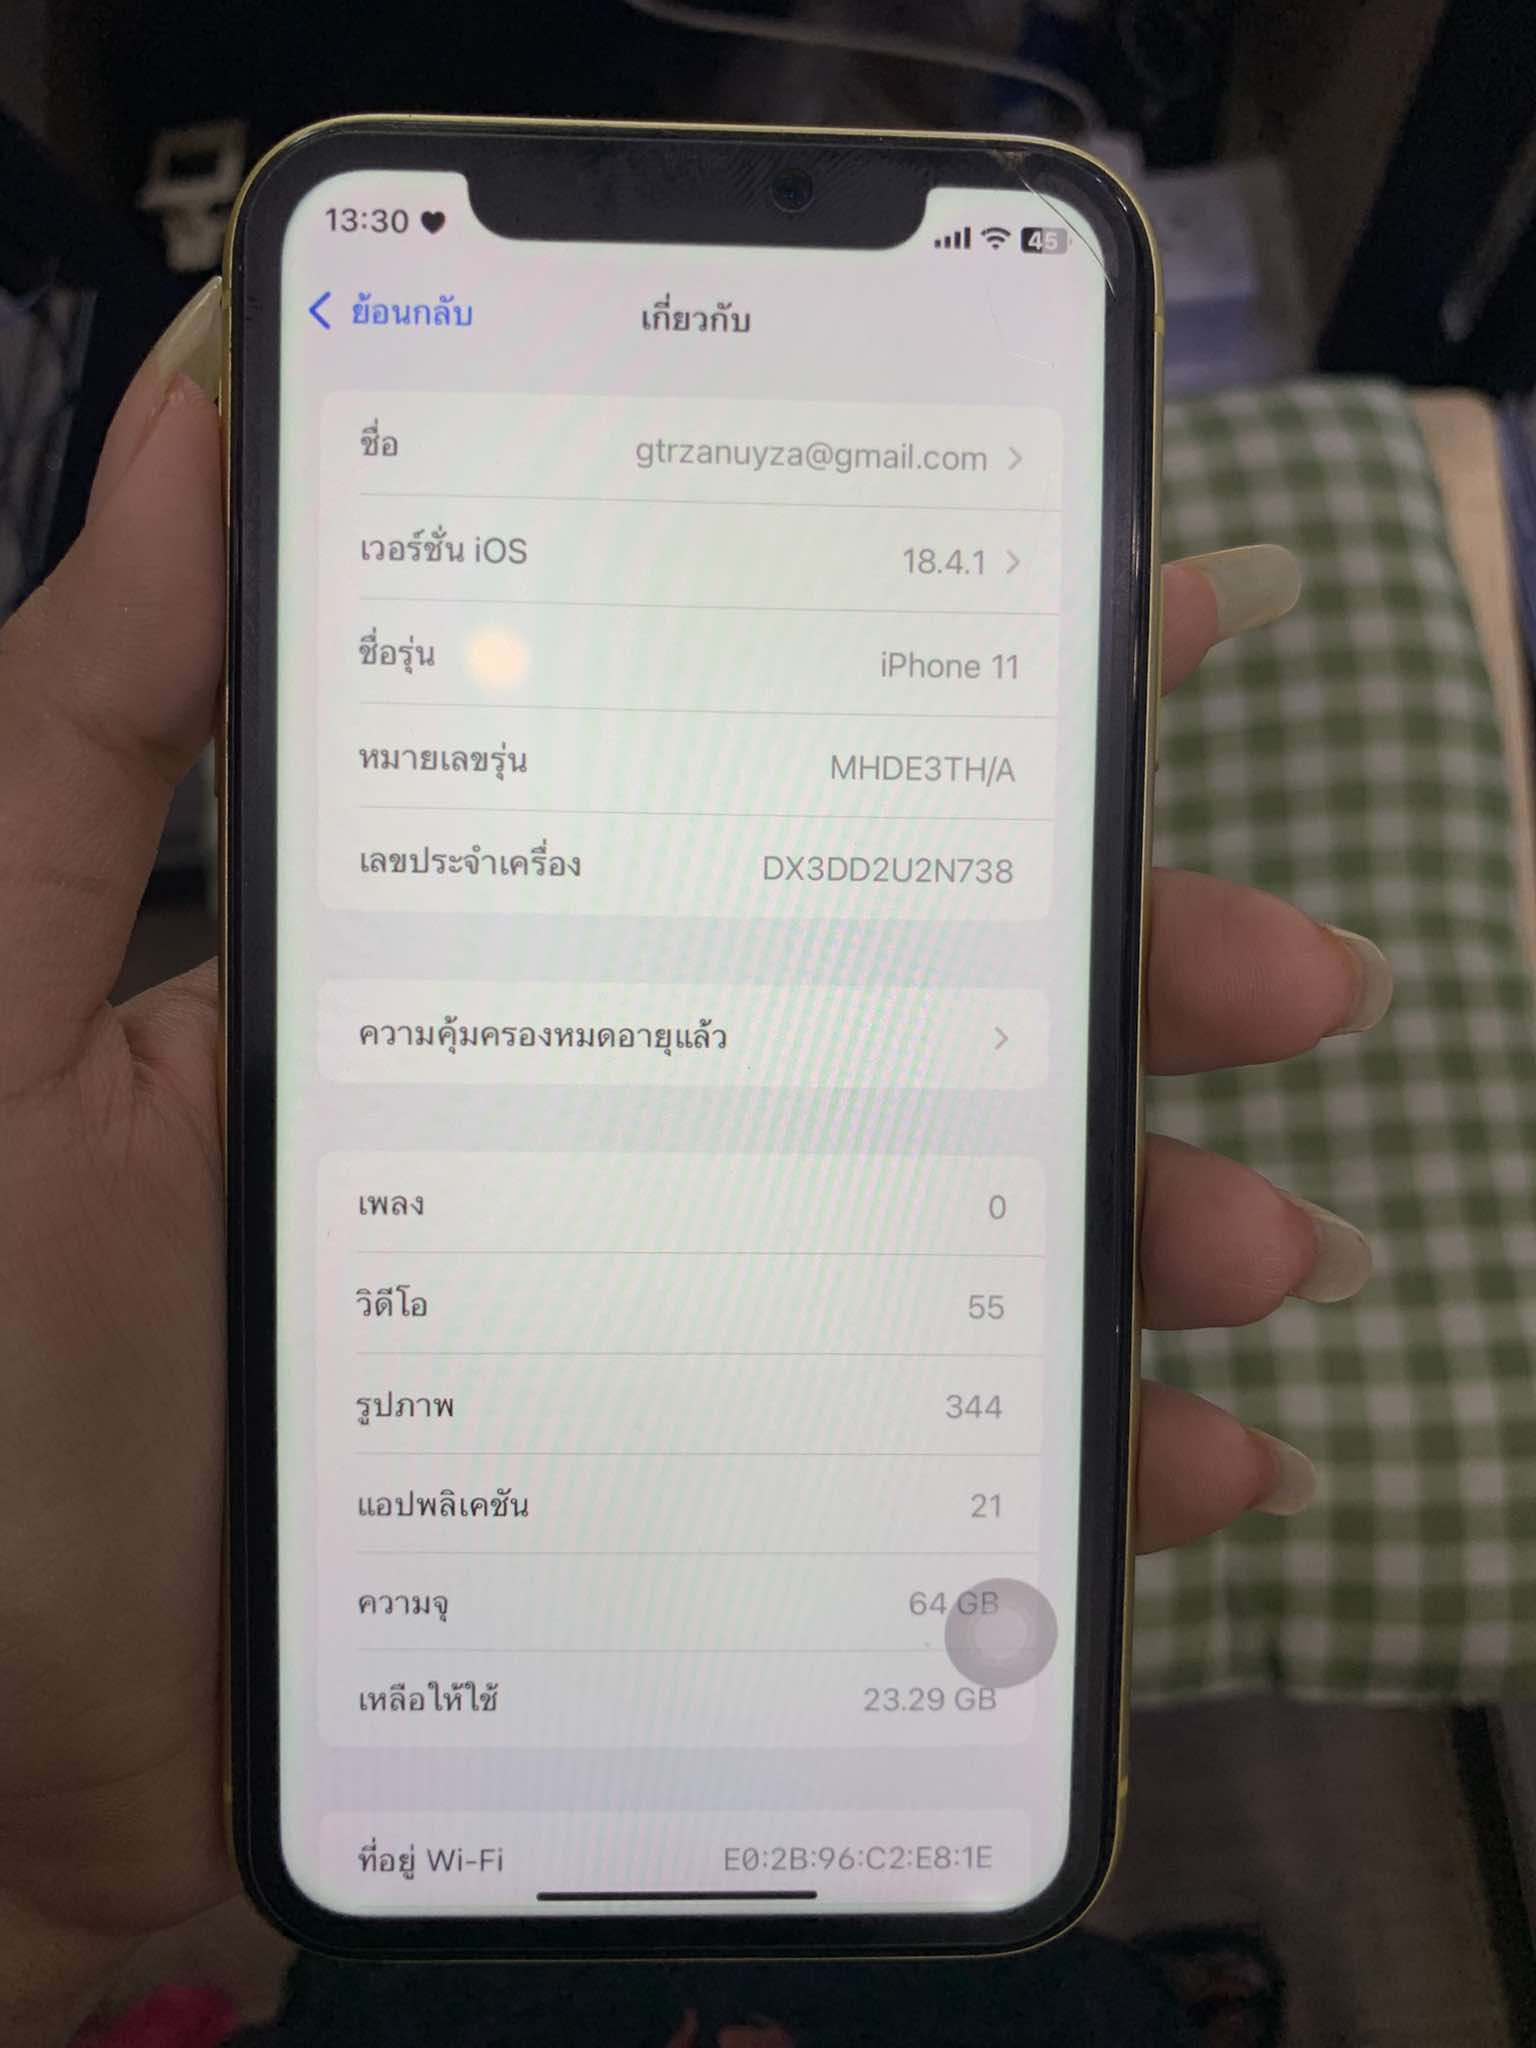 13:30
45
ย้อนกลับ
เกี่ยวกับ
ชื่อ gtrzanuyza@gmail.com
เวอร์ชั่น iOS 18.4.1
ชื่อรุ่น iPhone 11
หมายเลขรุ่น MHDE3TH/A
เลขประจำเครื่อง DX3DD2U2N738
ความคุ้มครองหมดอายุแล้ว
เพลง 0
วิดีโอ 55
รูปภาพ 344
แอปพลิเคชัน 21
ความจุ 64 GB
เหลือให้ใช้ 23.29 GB
ที่อยู่ Wi-Fi E0:2B:96:C2:E8:1E